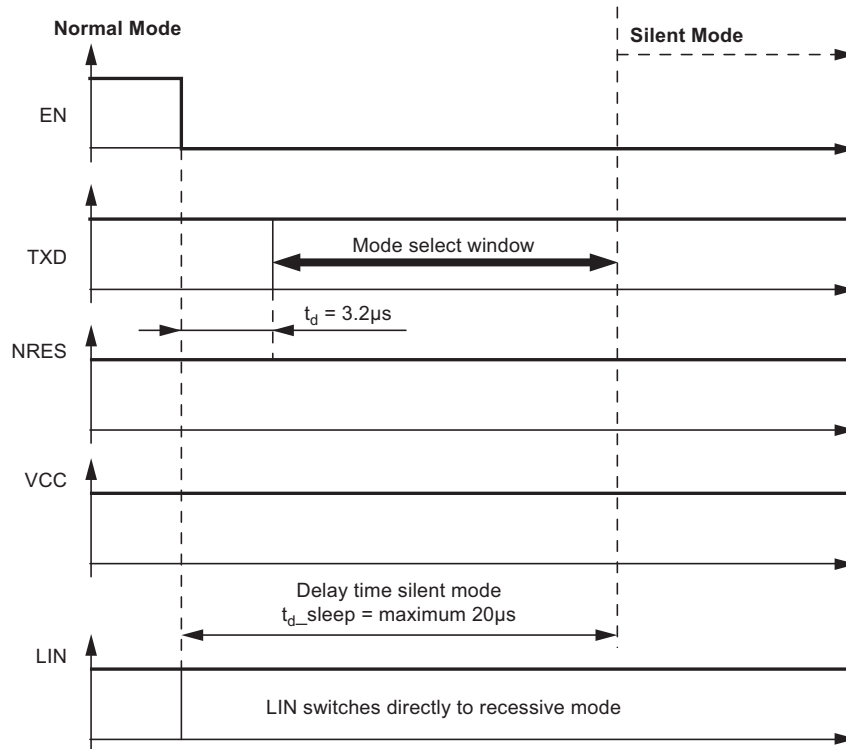 Normal Mode
Silent Mode
EN
TXD
Mode select window
t_d = 3.2µs
NRES
VCC
Delay time silent mode
t_d_sleep = maximum 20µs
LIN
LIN switches directly to recessive mode